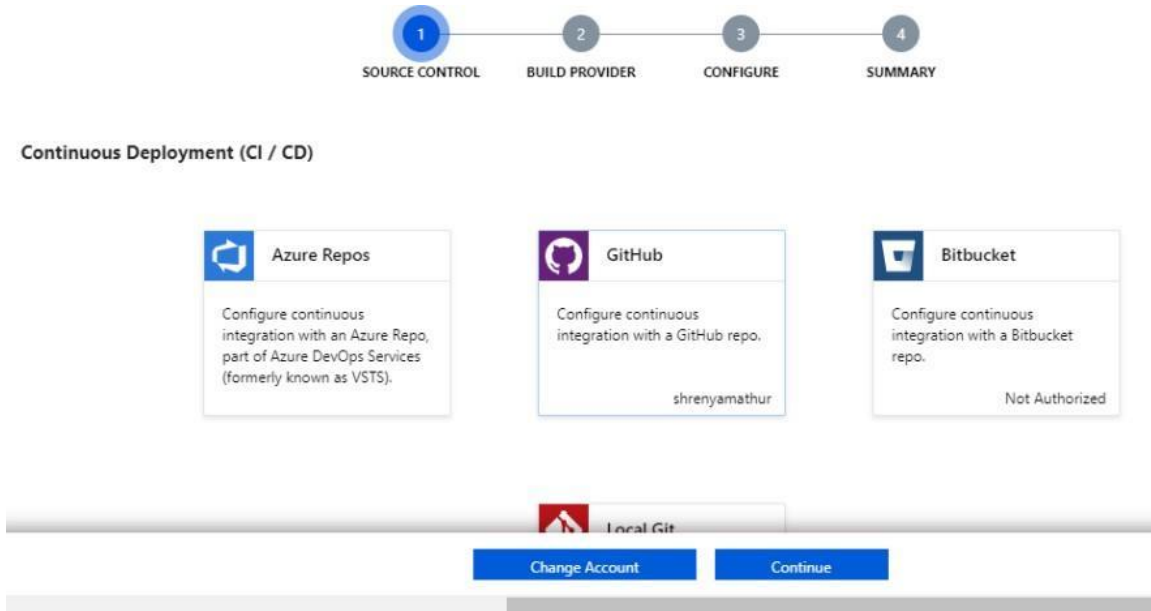 1 2 3 4
SOURCE CONTROL BUILD PROVIDER CONFIGURE SUMMARY
Continuous Deployment (CI / CD)
Azure Repos
Configure continuous
integration with an Azure Repo,
part of Azure DevOps Services
(formerly known as VSTS).
GitHub
Configure continuous
integration with a GitHub repo.
shrenyamathur
Bitbucket
Configure continuous
integration with a Bitbucket
repo.
Not Authorized
Local Git
Change Account Continue